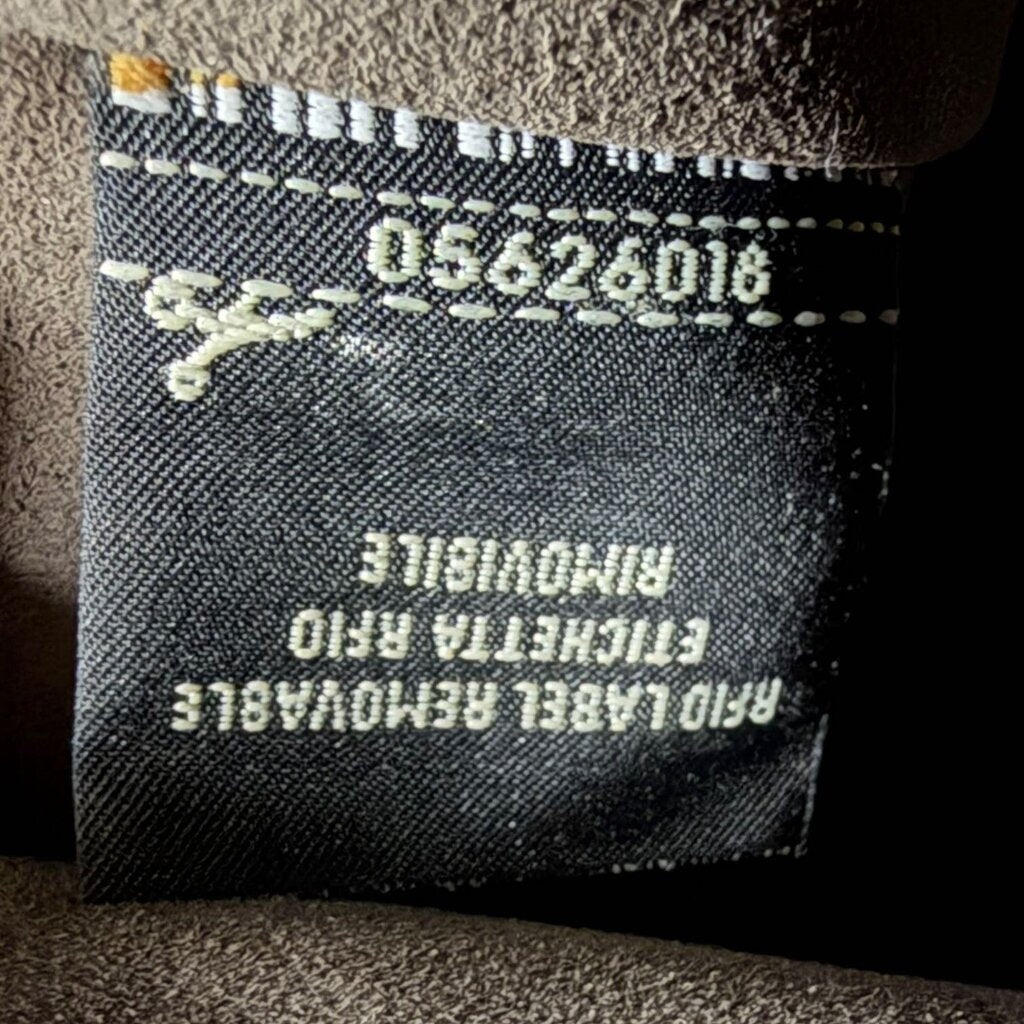 05626018
RFID LABEL REMOVABLE
ETICHETTA RFID
RIMOVIBILE